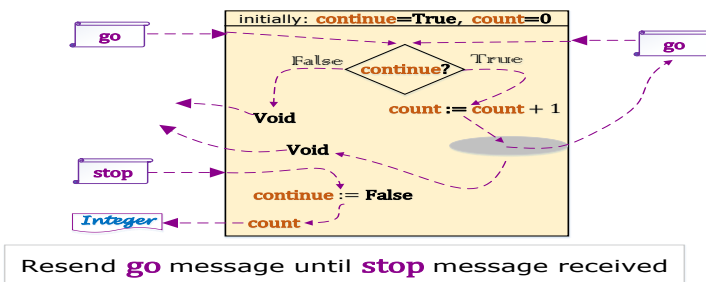 initially: continue=True, count=0
go
go
False
continue?
True
count := count + 1
Void
Void
stop
continue := False
Integer
count
Resend go message until stop message received